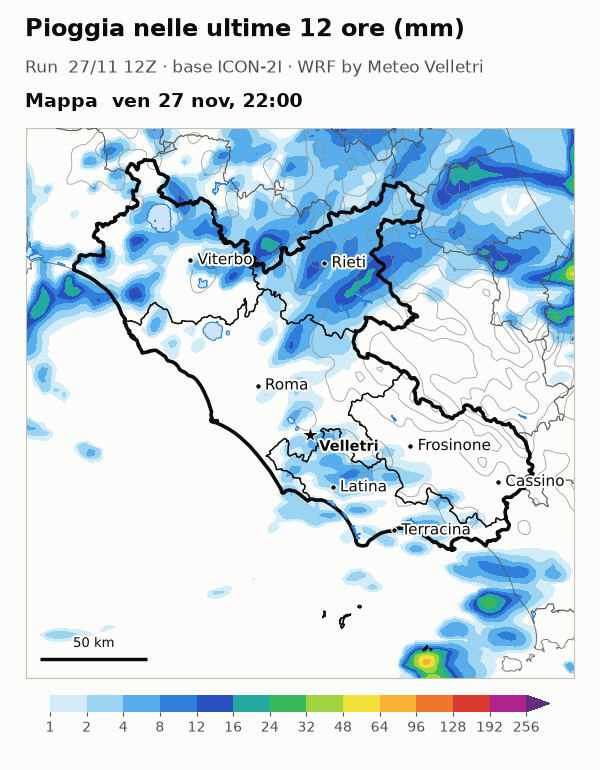 Pioggia nelle ultime 12 ore (mm)
Run 27/11 12Z · base ICON-2I · WRF by Meteo Velletri
Mappa ven 27 nov, 22:00
Viterbo
Rieti
Roma
Velletri
Frosinone
Cassino
Latina
Terracina
50 km
1 2 4 8 12 16 24 32 48 64 96 128 192 256